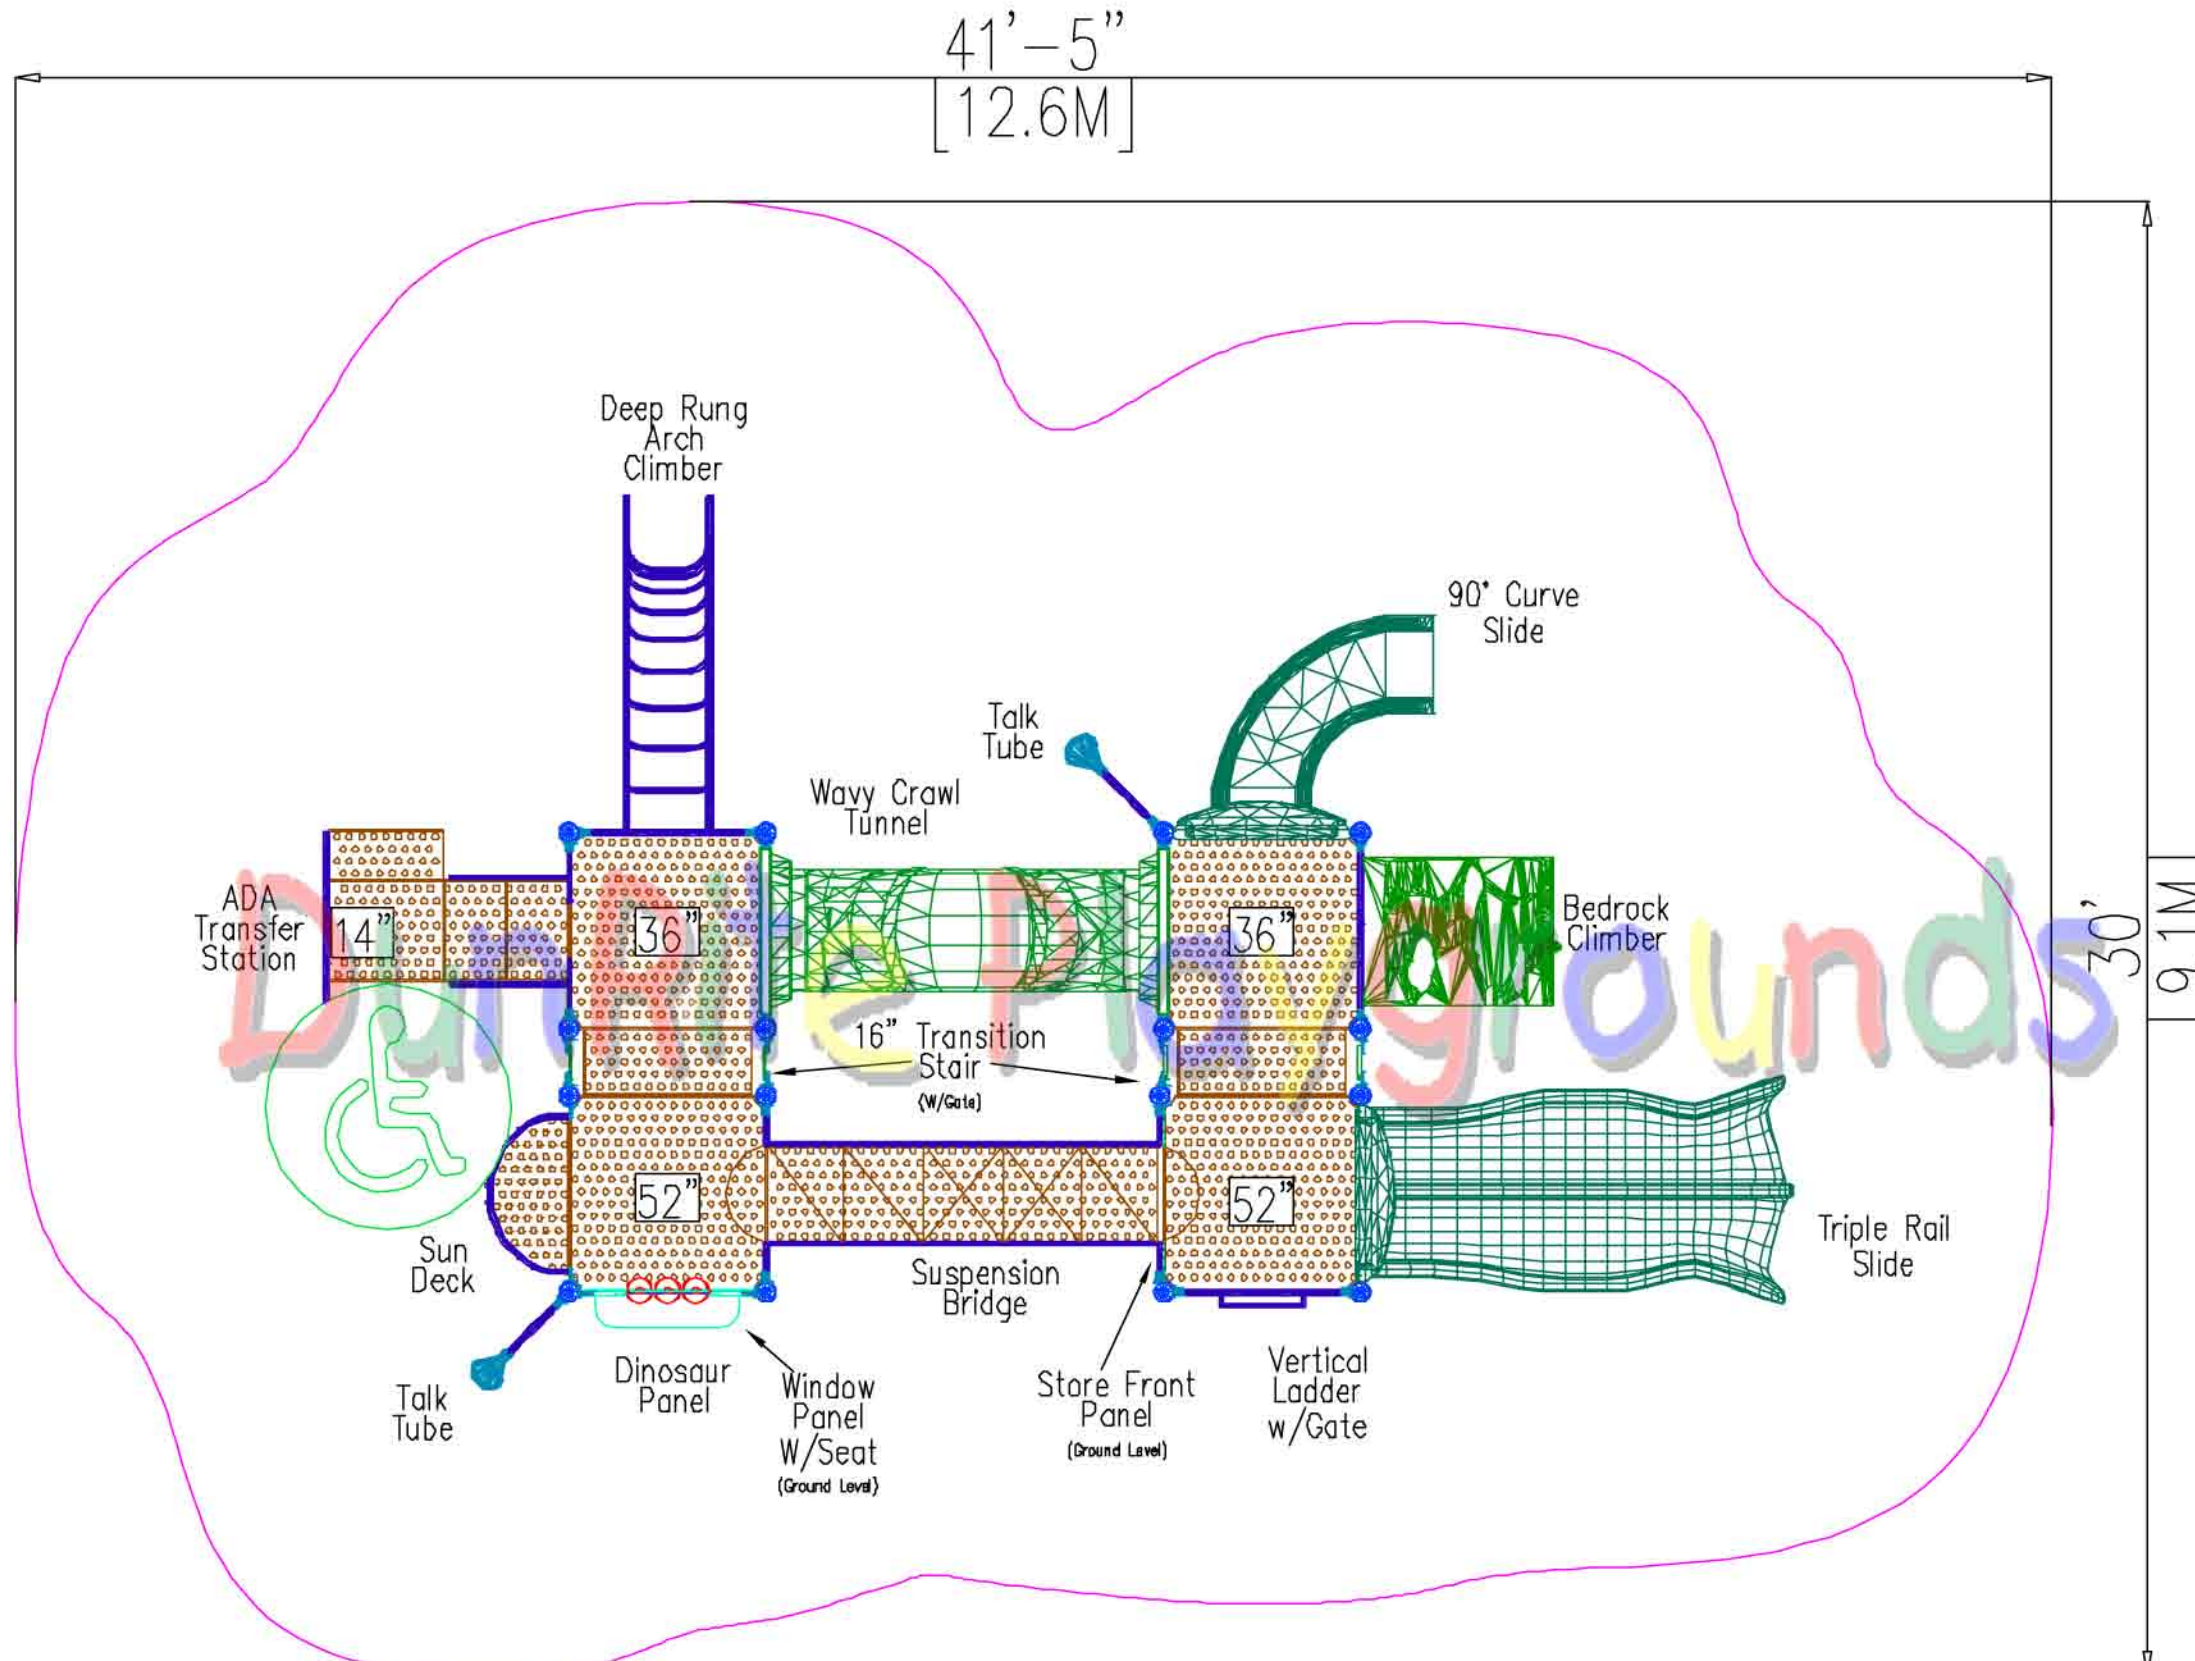 41'-5"
[12.6M]
Deep Rung
Arch
Climber
90° Curve
Slide
Talk
Tube
Wavy Crawl
Tunnel
ADA
Transfer
Station
14"
36"
36"
Bedrock
Climber
30'
9.1M
DunRite Playgrounds
16" Transition
Stair
(W/Gate)
52"
52"
Sun
Deck
Suspension
Bridge
Triple Rail
Slide
Talk
Tube
Dinosaur
Panel
Window
Panel
W/Seat
(Ground Level)
Store Front
Panel
(Ground Level)
Vertical
Ladder
w/Gate